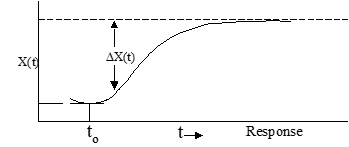 X(t)
ΔX(t)
to
t
Response